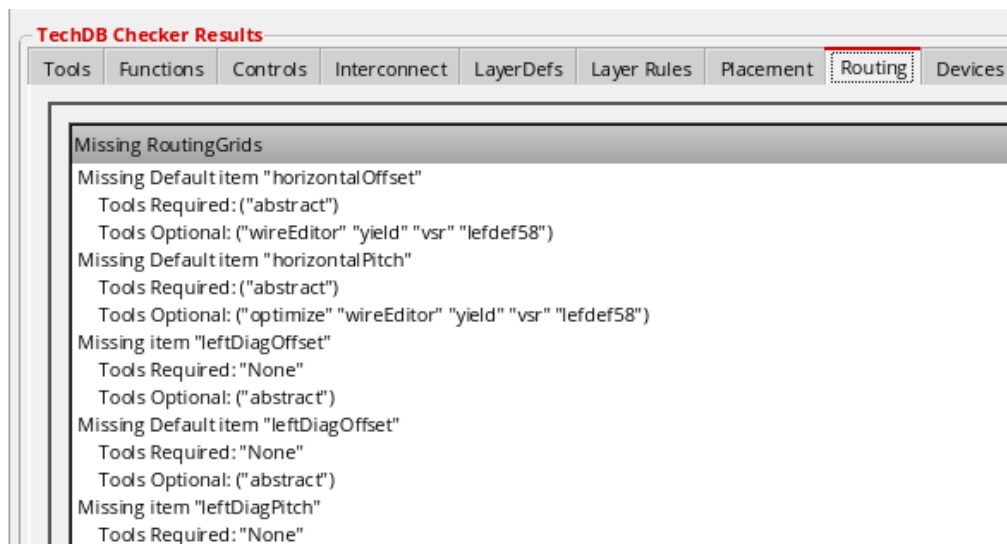 TechDB Checker Results
Tools Functions Controls Interconnect LayerDefs Layer Rules Placement Routing Devices
Missing RoutingGrids
Missing Default item "horizontalOffset"
Tools Required: ("abstract")
Tools Optional: ("wireEditor" "yield" "vsr" "lefdef58")
Missing Default item "horizontalPitch"
Tools Required: ("abstract")
Tools Optional: ("optimize" "wireEditor" "yield" "vsr" "lefdef58")
Missing item "leftDiagOffset"
Tools Required: "None"
Tools Optional: ("abstract")
Missing Default item "leftDiagOffset"
Tools Required: "None"
Tools Optional: ("abstract")
Missing item "leftDiagPitch"
Tools Required: "None"